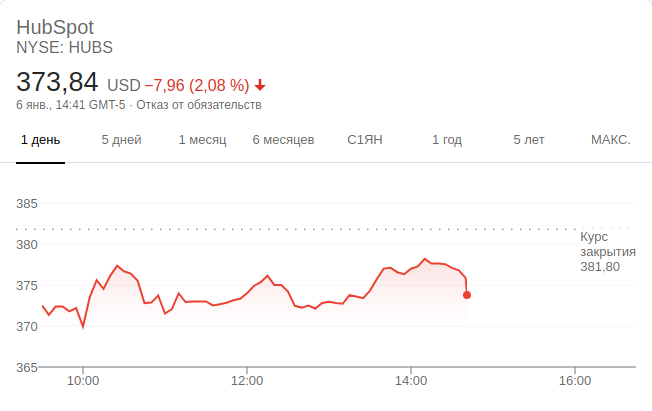 HubSpot
NYSE: HUBS
373,84 USD −7,96 (2,08 %)
6 янв., 14:41 GMT-5 · Отказ от обязательств
1 день 5 дней 1 месяц 6 месяцев С1ЯН 1 год 5 лет МАКС.
385
380
375
370
365
Курс
закрытия
381,80
10:00 12:00 14:00 16:00